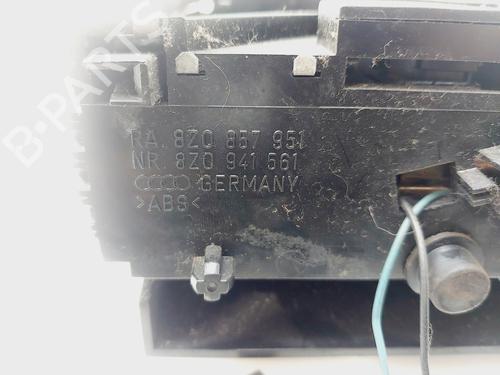 RA. 8Z0 857 951
NR. 8Z0 941 561
GERMANY
>ABS<
B-PARTS